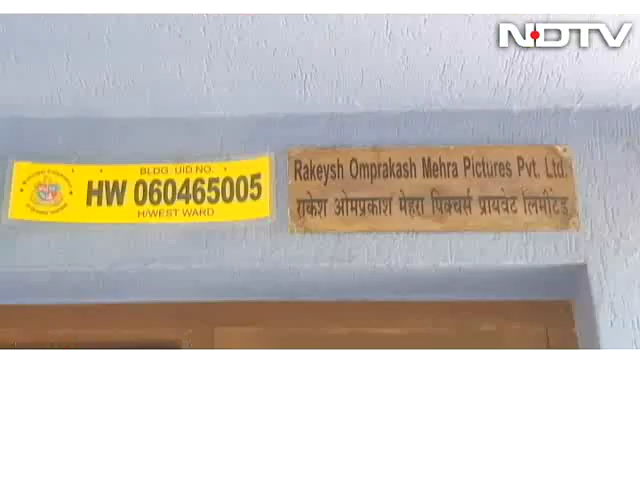 NDTV
BLDG. UID NO.
HW 060465005
H/WEST WARD
Rakeysh Omprakash Mehra Pictures Pvt. Ltd.
राकेश ओमप्रकाश मेहरा पिक्चर्स प्रायवेट लिमीटेड